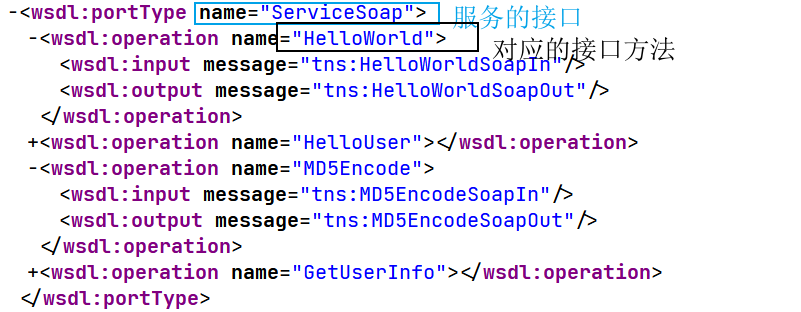 -<wsdl:portType name="ServiceSoap"> 服务的接口
-<wsdl:operation name="HelloWorld"> 对应的接口方法
<wsdl:input message="tns:HelloWorldSoapIn"/>
<wsdl:output message="tns:HelloWorldSoapOut"/>
</wsdl:operation>
+<wsdl:operation name="HelloUser"></wsdl:operation>
-<wsdl:operation name="MD5Encode">
<wsdl:input message="tns:MD5EncodeSoapIn"/>
<wsdl:output message="tns:MD5EncodeSoapOut"/>
</wsdl:operation>
+<wsdl:operation name="GetUserInfo"></wsdl:operation>
</wsdl:portType>